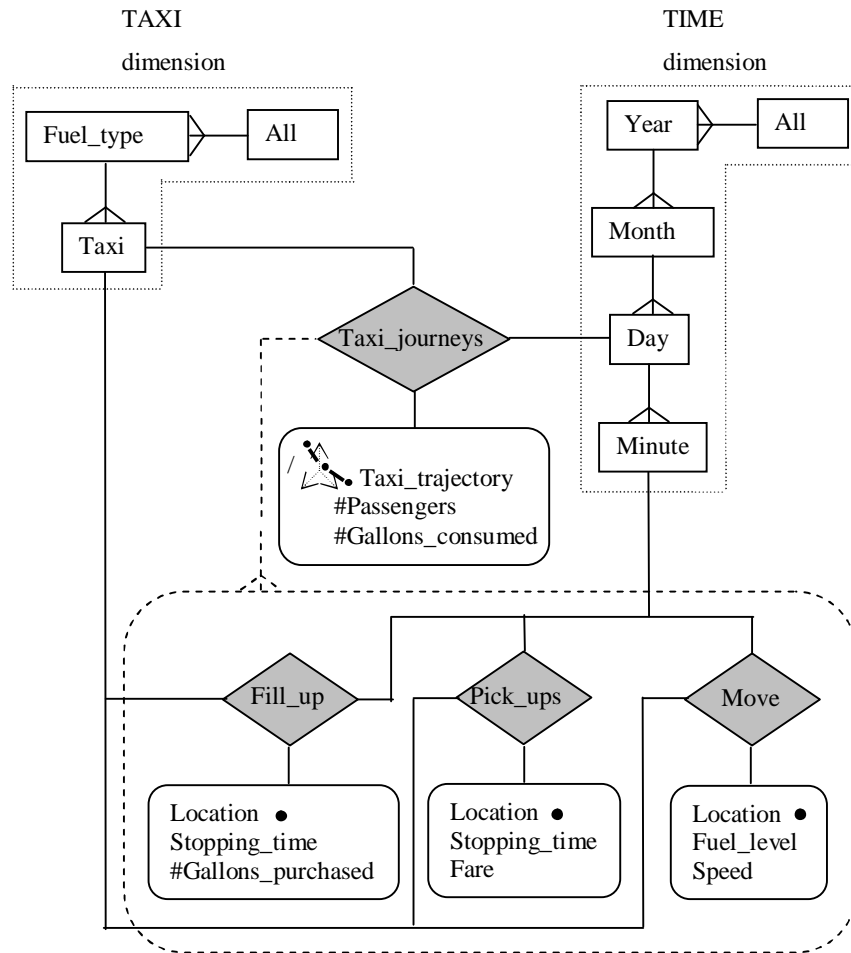 TAXI
dimension
TIME
dimension
Fuel_type
All
Year
All
Taxi
Month
Taxi_journeys
Day
Minute
Taxi_trajectory
#Passengers
#Gallons_consumed
Fill_up
Pick_ups
Move
Location
Stopping_time
#Gallons_purchased
Location
Stopping_time
Fare
Location
Fuel_level
Speed